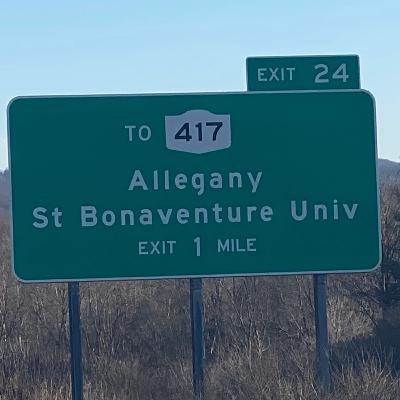 EXIT 24
TO 417
Allegany
St Bonaventure Univ
EXIT 1 MILE